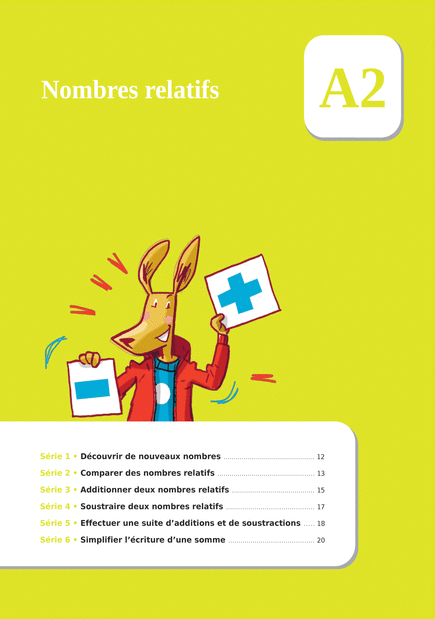 Nombres relatifs
A2
Série 1 • Découvrir de nouveaux nombres ........................................ 12
Série 2 • Comparer des nombres relatifs .......................................... 13
Série 3 • Additionner deux nombres relatifs .................................... 15
Série 4 • Soustraire deux nombres relatifs ....................................... 17
Série 5 • Effectuer une suite d’additions et de soustractions ..... 18
Série 6 • Simplifier l’écriture d’une somme ...................................... 20